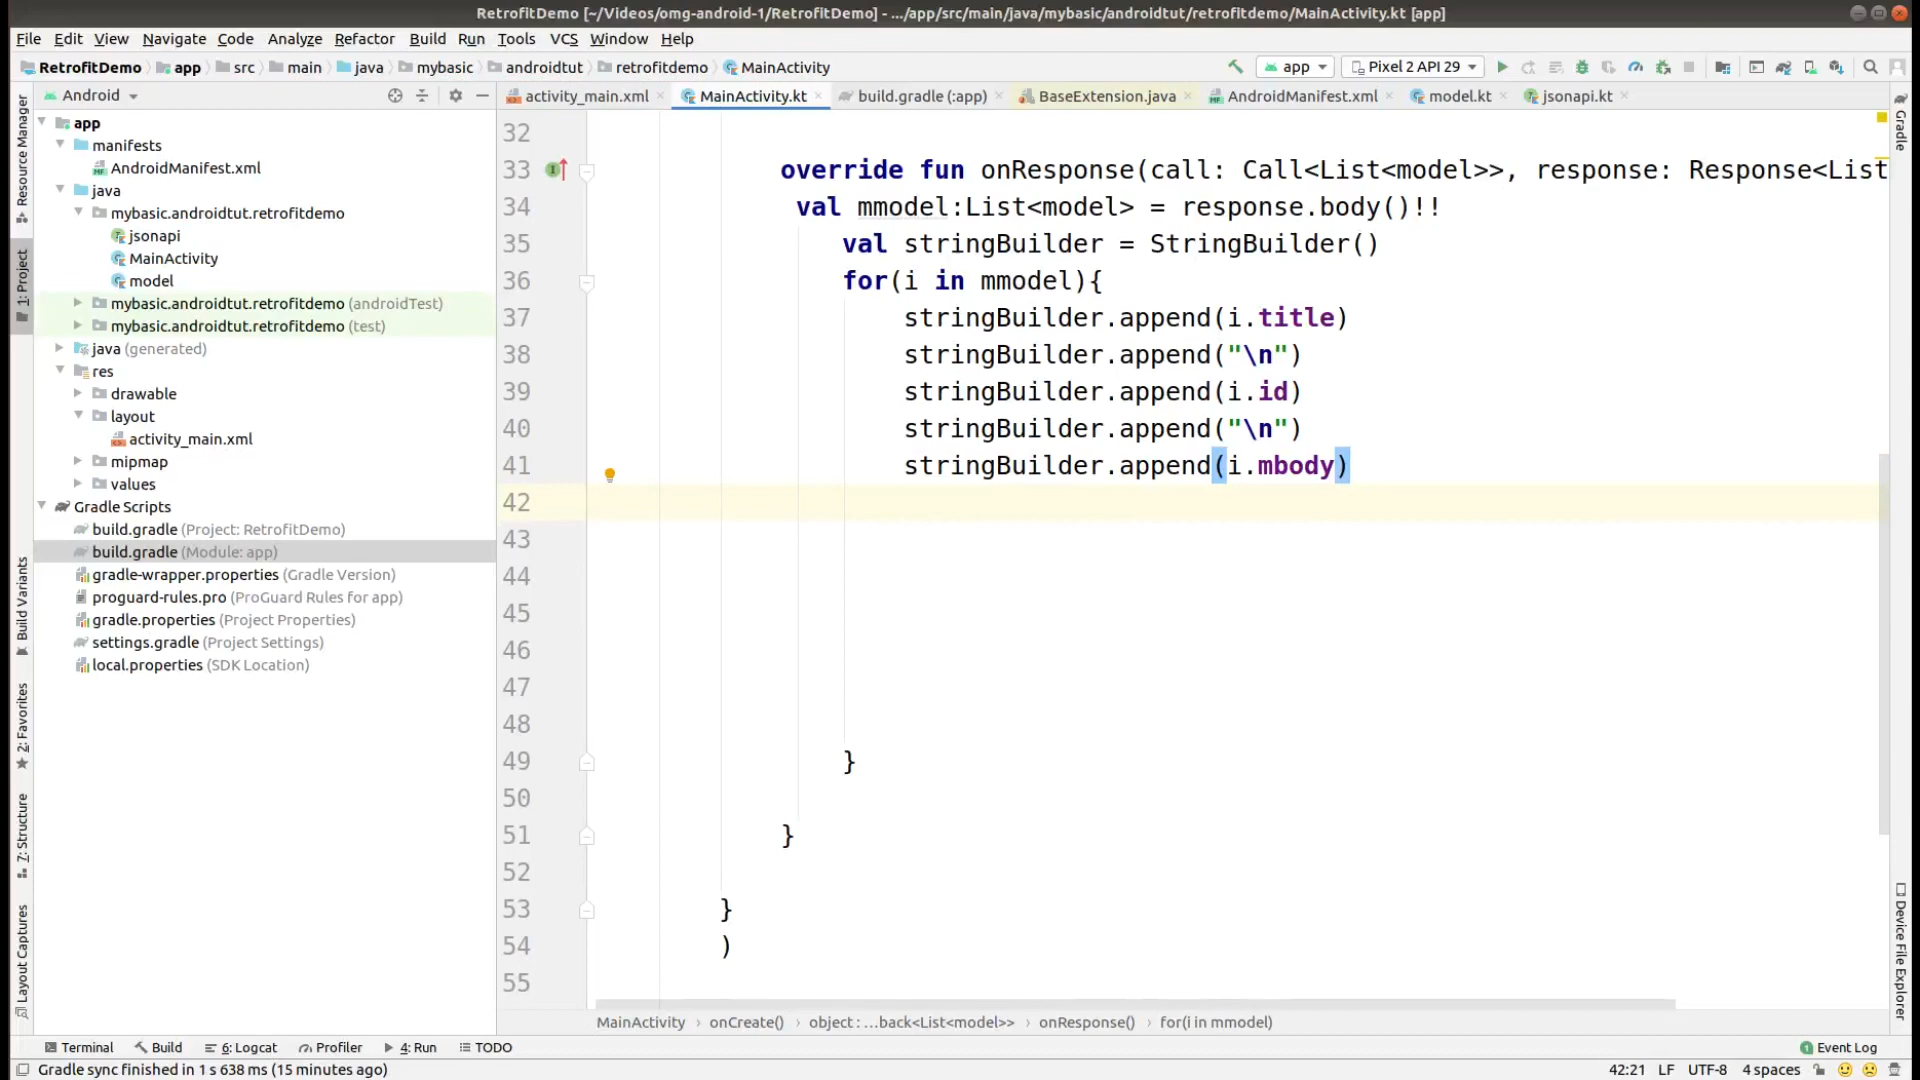 RetrofitDemo [~/Videos/omg-android-1/RetrofitDemo] - .../app/src/main/java/mybasic/androidtut/retrofitdemo/MainActivity.kt [app]
File Edit View Navigate Code Analyze Refactor Build Run Tools VCS Window Help
RetrofitDemo app src main java mybasic androidtut retrofitdemo MainActivity app Pixel 2 API 29
Android activity_main.xml MainActivity.kt build.gradle (:app) BaseExtension.java AndroidManifest.xml model.kt jsonapi.kt
Resource Manager
1: Project
Build Variants
2: Favorites
7: Structure
Layout Captures
app
manifests
AndroidManifest.xml
java
mybasic.androidtut.retrofitdemo
jsonapi
MainActivity
model
mybasic.androidtut.retrofitdemo (androidTest)
mybasic.androidtut.retrofitdemo (test)
java (generated)
res
drawable
layout
activity_main.xml
mipmap
values
Gradle Scripts
build.gradle (Project: RetrofitDemo)
build.gradle (Module: app)
gradle-wrapper.properties (Gradle Version)
proguard-rules.pro (ProGuard Rules for app)
gradle.properties (Project Properties)
settings.gradle (Project Settings)
local.properties (SDK Location)
32
33 override fun onResponse(call: Call<List<model>>, response: Response<List
34 val mmodel:List<model> = response.body()!!
35 val stringBuilder = StringBuilder()
36 for(i in mmodel){
37 stringBuilder.append(i.title)
38 stringBuilder.append("\n")
39 stringBuilder.append(i.id)
40 stringBuilder.append("\n")
41 stringBuilder.append(i.mbody)
42
43
44
45
46
47
48
49 }
50
51 }
52
53 }
54 )
55
Gradle
Device File Explorer
MainActivity onCreate() object : ...back<List<model>> onResponse() for(i in mmodel)
Terminal Build 6: Logcat Profiler 4: Run TODO 1 Event Log
Gradle sync finished in 1 s 638 ms (15 minutes ago) 42:21 LF UTF-8 4 spaces